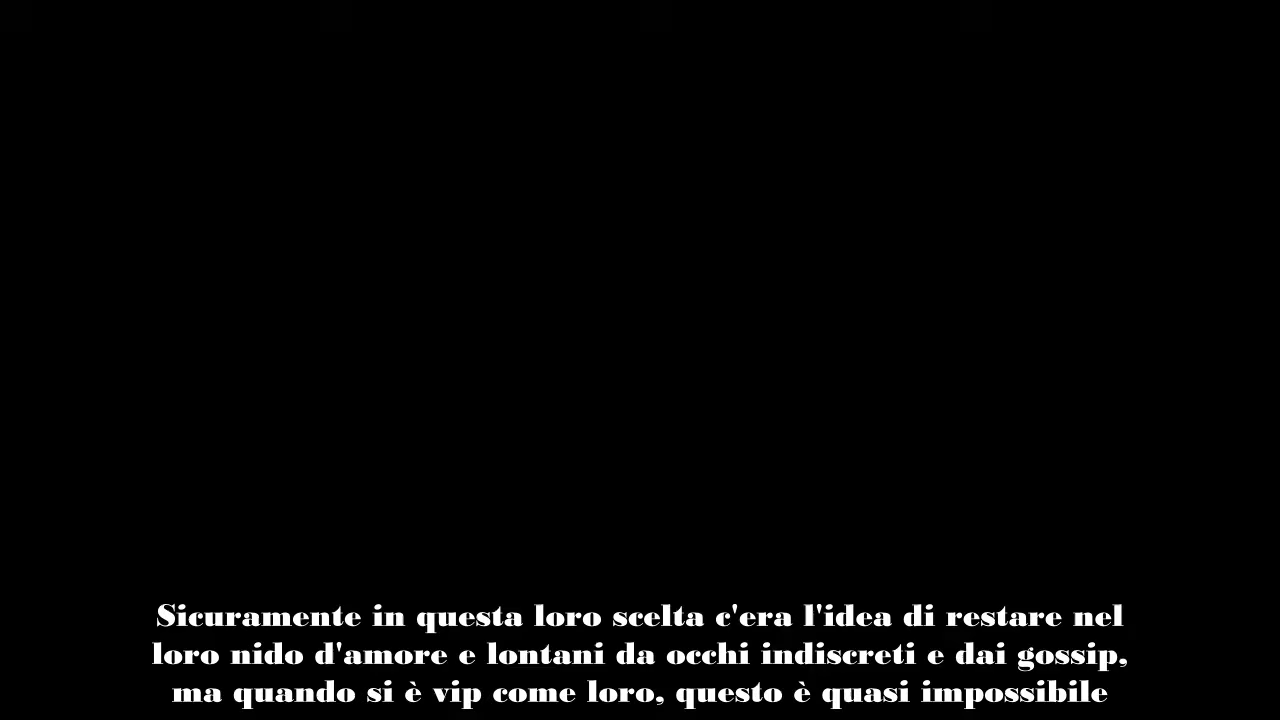 Sicuramente in questa loro scelta c'era l'idea di restare nel
loro nido d'amore e lontani da occhi indiscreti e dai gossip,
ma quando si è vip come loro, questo è quasi impossibile